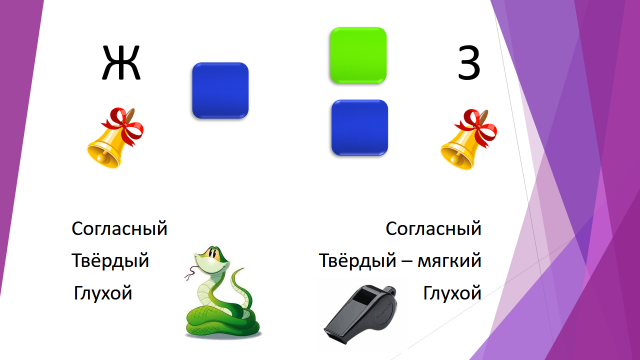 Ж
З
Согласный
Твёрдый
Глухой
Согласный
Твёрдый – мягкий
Глухой